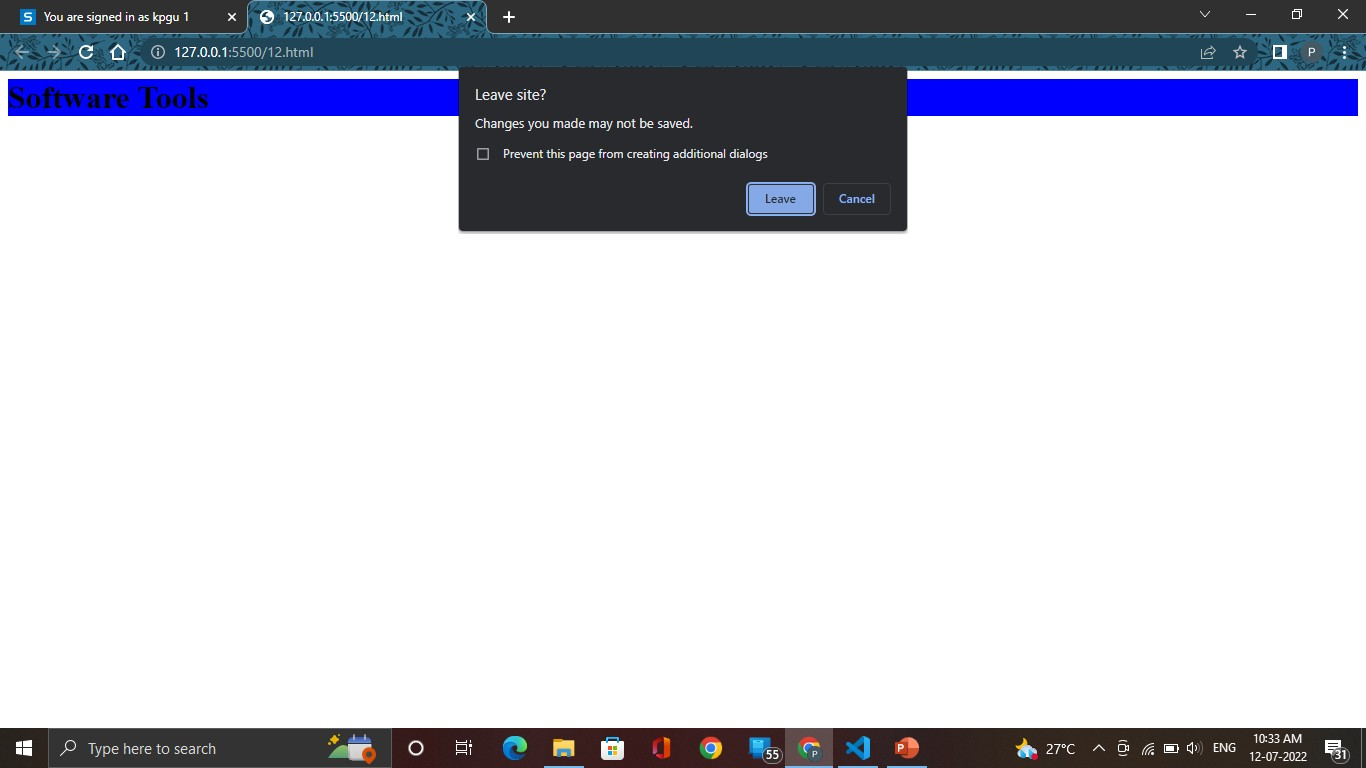 You are signed in as kpgu 1
127.0.0.1:5500/12.html
127.0.0.1:5500/12.html
P
Software Tools
Leave site?
Changes you made may not be saved.
Prevent this page from creating additional dialogs
Leave
Cancel
Type here to search
55
P
27°C
ENG
10:33 AM
12-07-2022
31